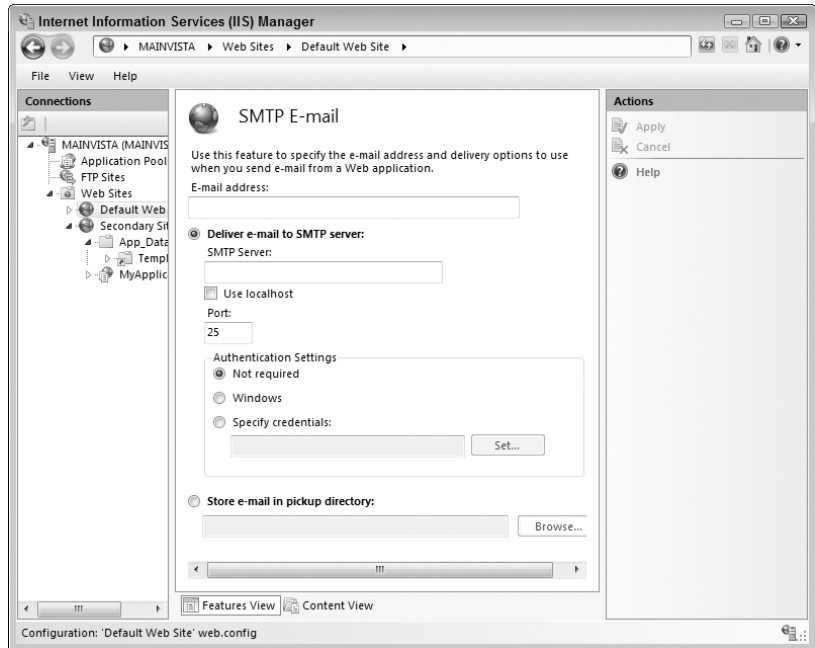 Internet Information Services (IIS) Manager
MAINVISTA Web Sites Default Web Site
File View Help
Connections
MAINVISTA (MAINVIS
Application Pool
FTP Sites
Web Sites
Default Web
Secondary Sit
App_Data
Templ
MyApplic
SMTP E-mail
Use this feature to specify the e-mail address and delivery options to use
when you send e-mail from a Web application.
E-mail address:
Deliver e-mail to SMTP server:
SMTP Server:
Use localhost
Port:
25
Authentication Settings
Not required
Windows
Specify credentials:
Set...
Store e-mail in pickup directory:
Browse...
Features View Content View
Actions
Apply
Cancel
Help
Configuration: 'Default Web Site' web.config